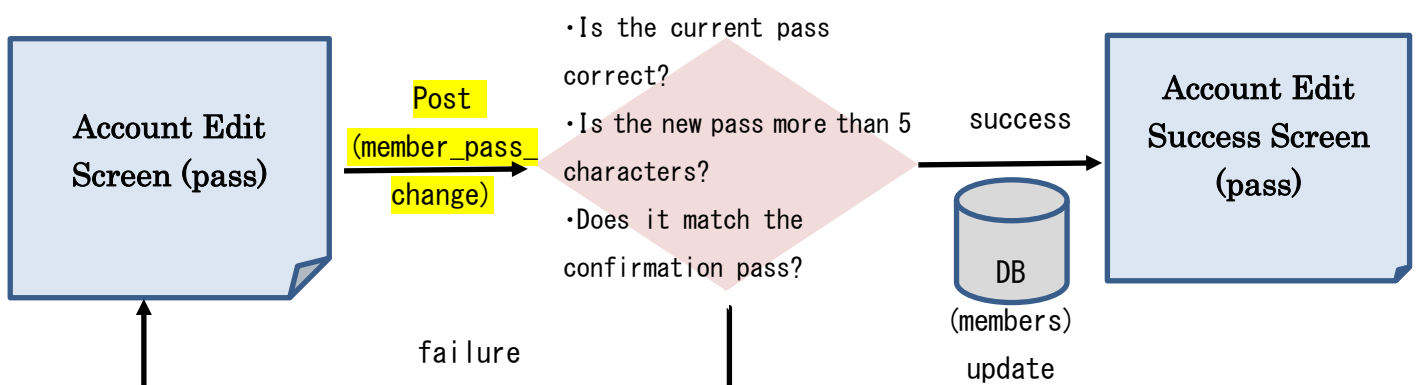 Account Edit
Screen (pass)
Post
(member_pass_
change)
・Is the current pass
correct?
・Is the new pass more than 5
characters?
・Does it match the
confirmation pass?
success
DB
(members)
update
Account Edit
Success Screen
(pass)
failure